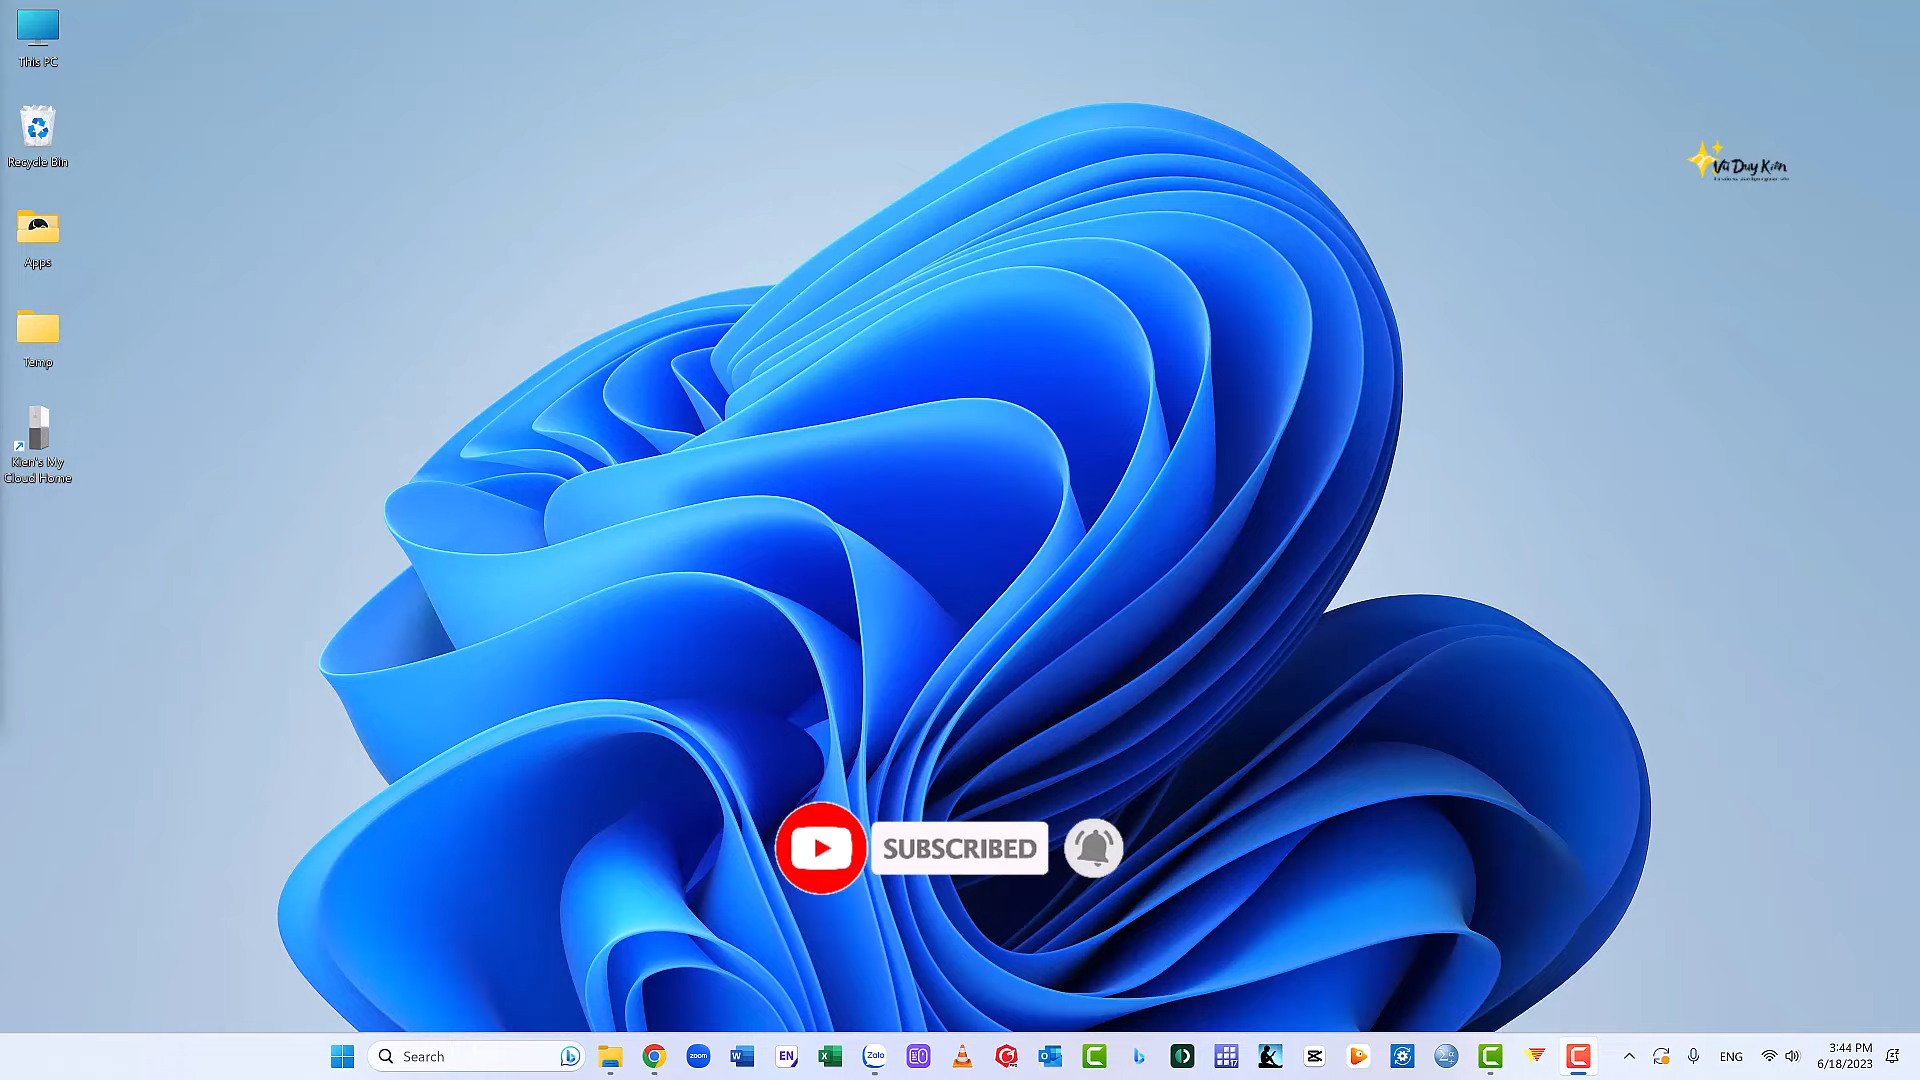 This PC
Recycle Bin
Apps
Temp
Kien's My
Cloud Home
Vũ Duy Kiên
SUBSCRIBED
Search
zoom
W
EN
X
Zalo
17
ENG
3:44 PM
6/18/2023